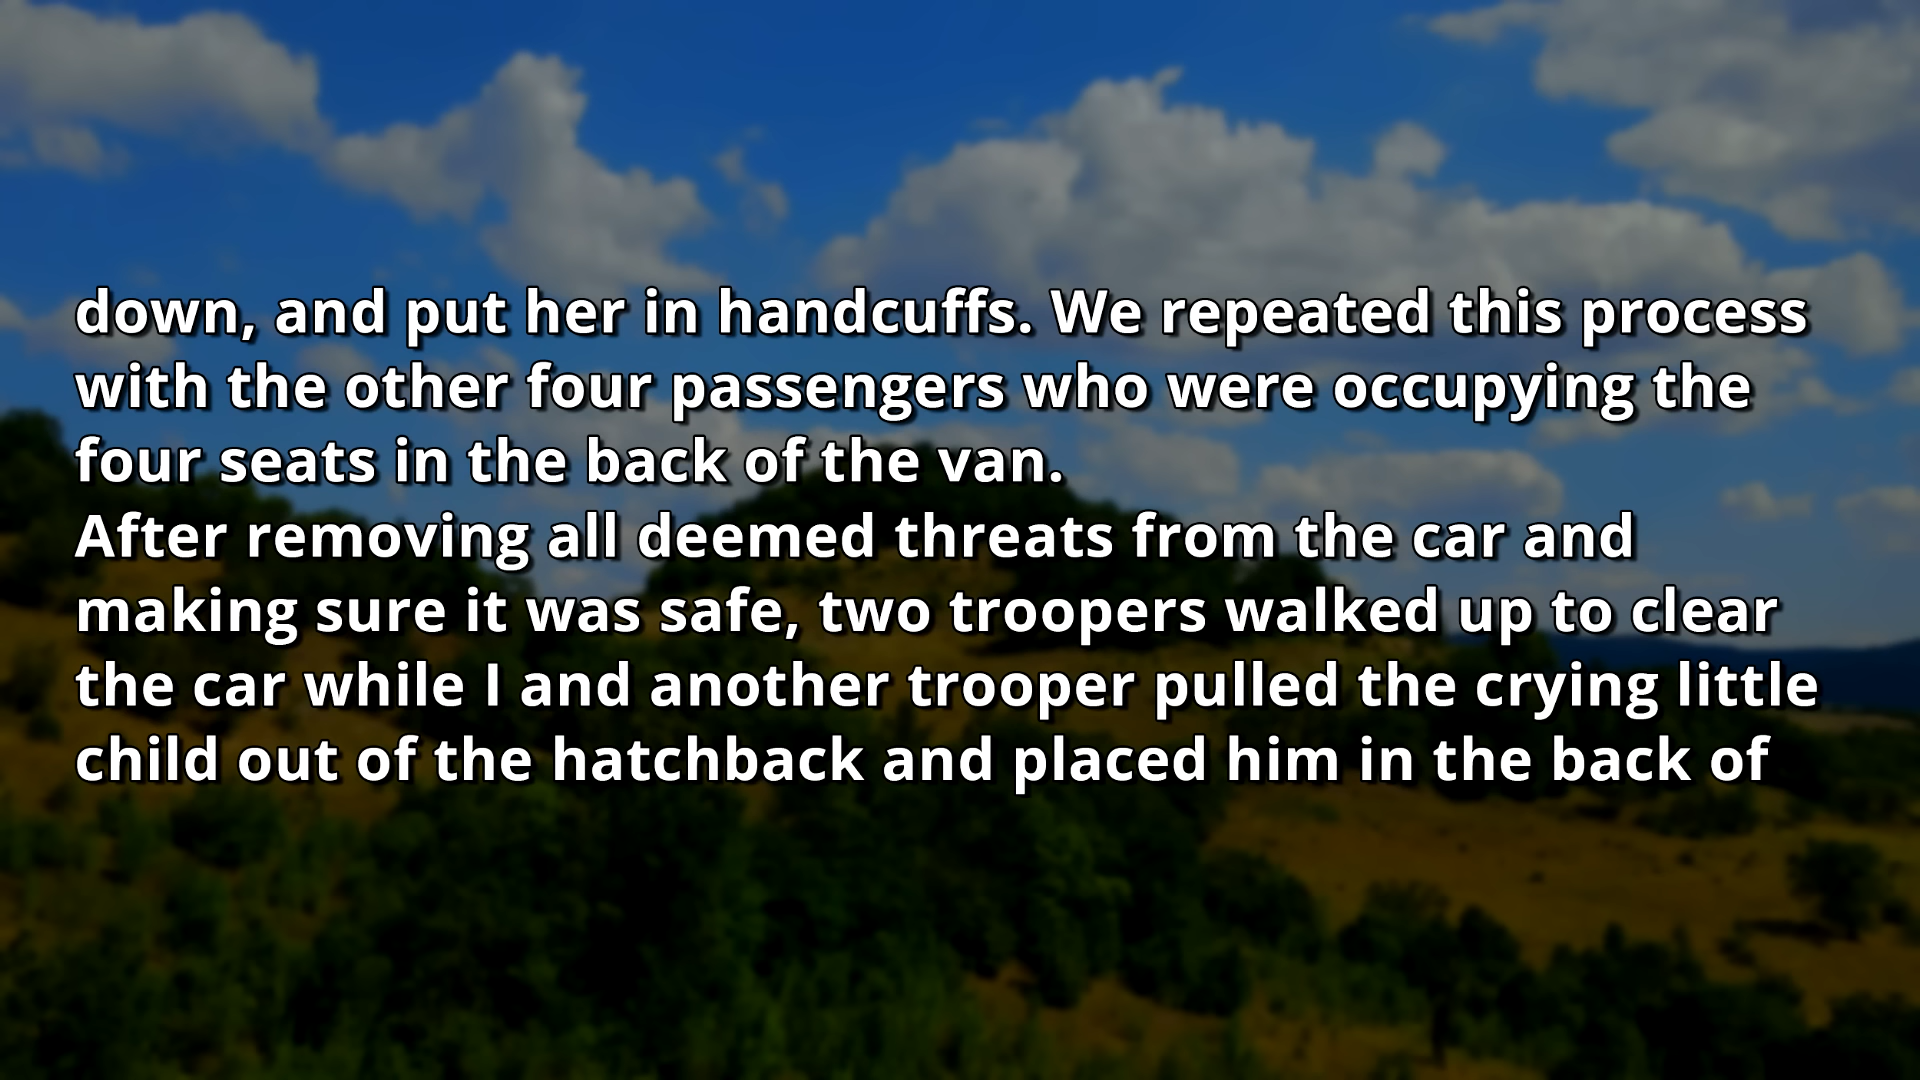 down, and put her in handcuffs. We repeated this process
with the other four passengers who were occupying the
four seats in the back of the van.
After removing all deemed threats from the car and
making sure it was safe, two troopers walked up to clear
the car while I and another trooper pulled the crying little
child out of the hatchback and placed him in the back of